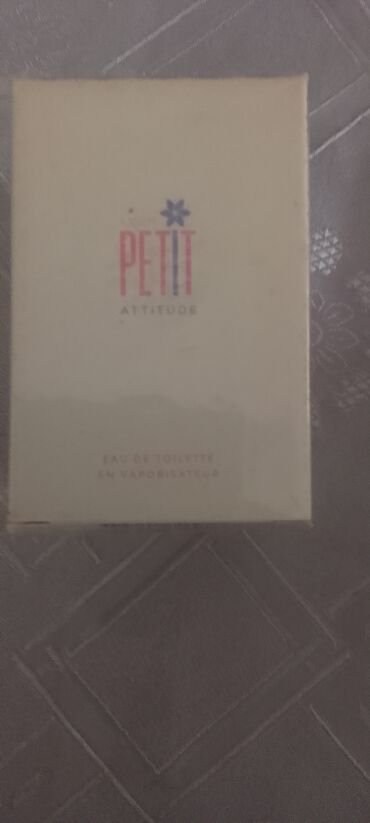 PETIT
ATTITUDE
EAU DE TOILETTE
EN VAPORISATEUR